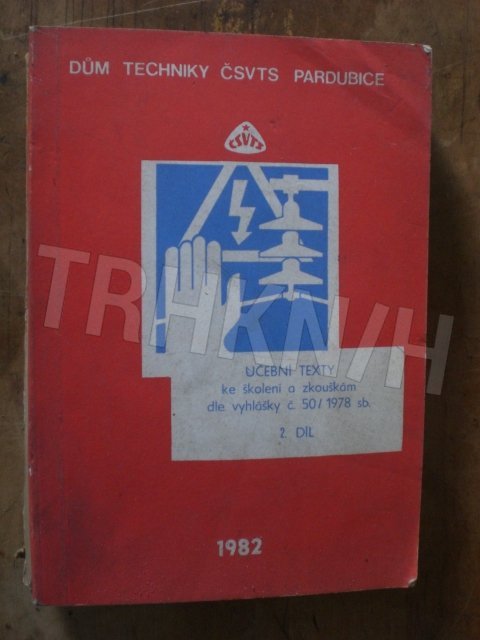 DŮM TECHNIKY ČSVTS PARDUBICE
ČSVTS
TRHKNIH
UČEBNÍ TEXTY
ke školení a zkouškám
dle vyhlášky č. 50/1978 sb.
2. DÍL
1982